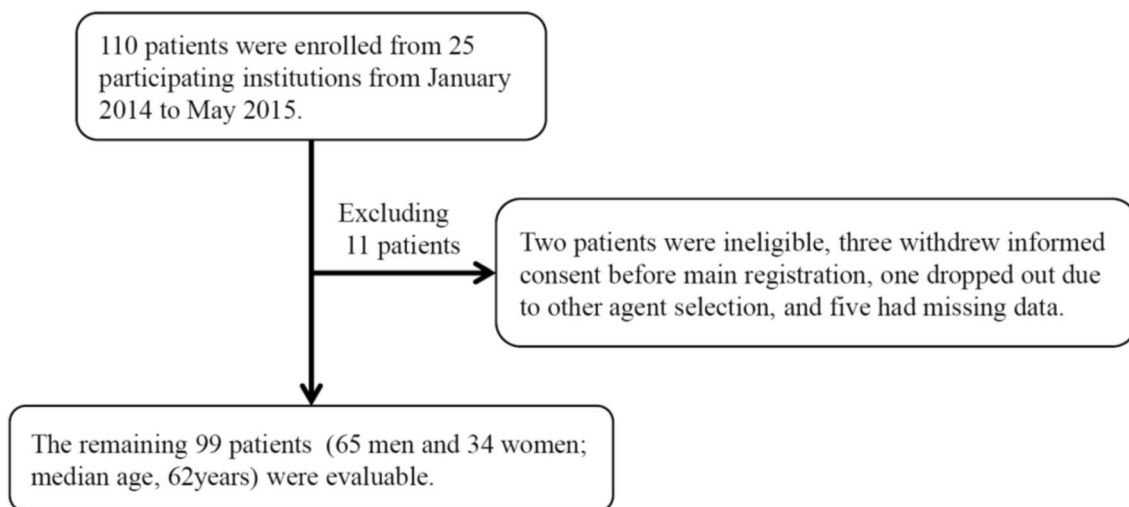 110 patients were enrolled from 25
participating institutions from January
2014 to May 2015.
Excluding
11 patients
Two patients were ineligible, three withdrew informed
consent before main registration, one dropped out due
to other agent selection, and five had missing data.
The remaining 99 patients (65 men and 34 women;
median age, 62years) were evaluable.